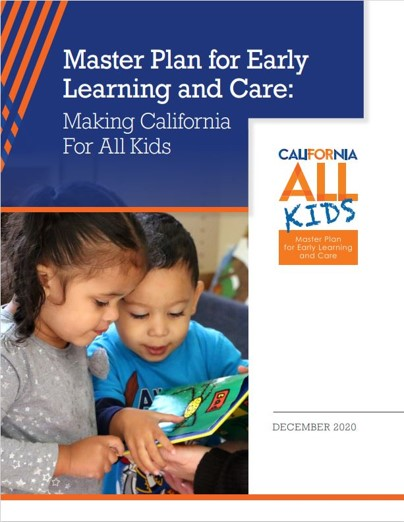 Master Plan for Early
Learning and Care:
Making California
For All Kids
CALIFORNIA
ALL
KIDS
Master Plan
for Early Learning
and Care
DECEMBER 2020